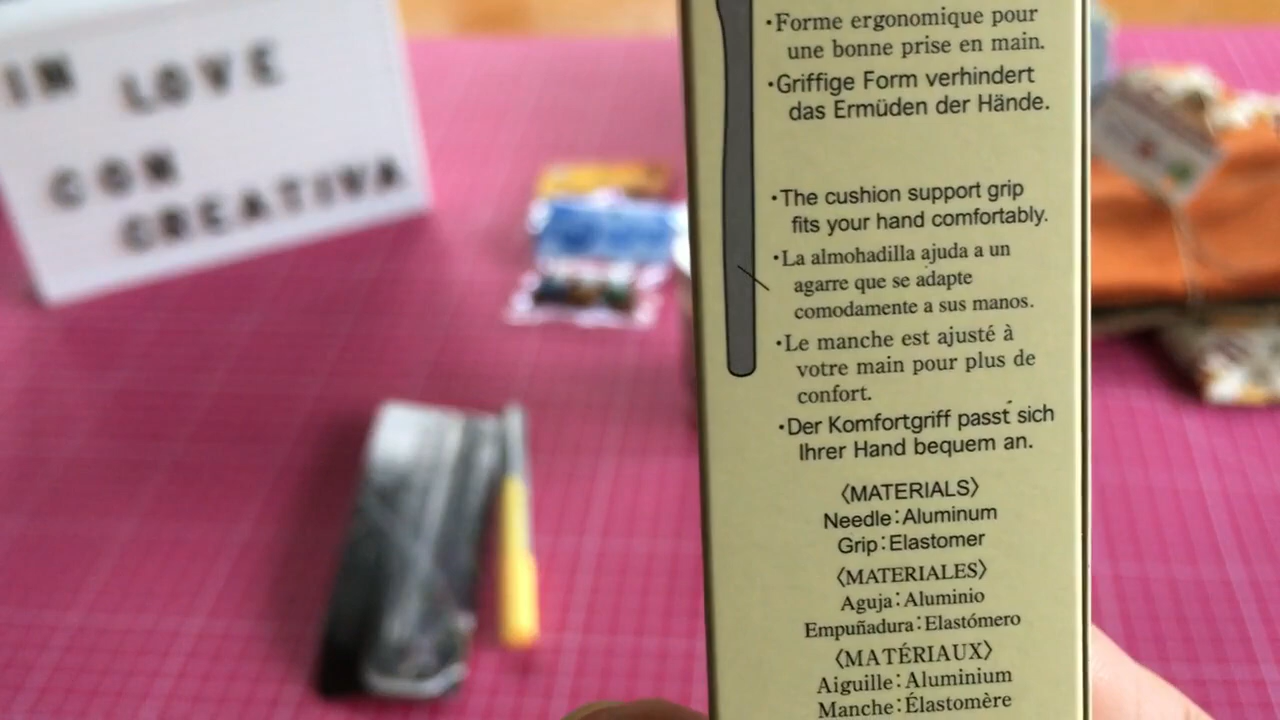 IN LOVE
CON
CREATIVA
•Forme ergonomique pour
une bonne prise en main.
•Griffige Form verhindert
das Ermüden der Hände.
•The cushion support grip
fits your hand comfortably.
•La almohadilla ajuda a un
agarre que se adapte
comodamente a sus manos.
•Le manche est ajusté à
votre main pour plus de
confort.
•Der Komfortgriff passt sich
Ihrer Hand bequem an.
〈MATERIALS〉
Needle:Aluminum
Grip:Elastomer
〈MATERIALES〉
Aguja:Aluminio
Empuñadura:Elastómero
〈MATÉRIAUX〉
Aiguille:Aluminium
Manche:Élastomère